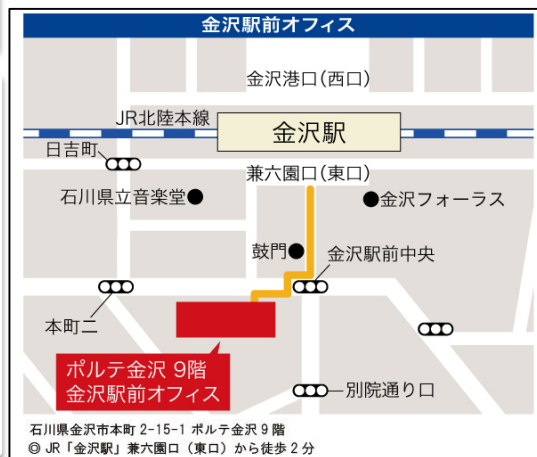 金沢駅前オフィス
金沢港口(西口)
JR北陸本線
金沢駅
日吉町
兼六園口(東口)
石川県立音楽堂
金沢フォーラス
鼓門
金沢駅前中央
本町二
ポルテ金沢 9階
金沢駅前オフィス
別院通り口
石川県金沢市本町 2-15-1 ポルテ金沢 9 階
◎ JR「金沢駅」兼六園口（東口）から徒歩 2 分